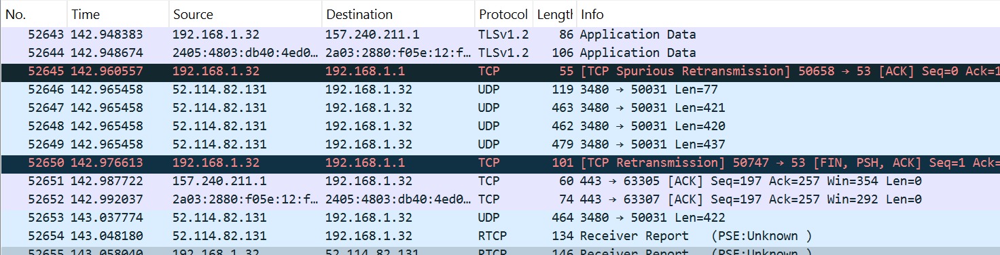 No. Time Source Destination Protocol Length Info
52643 142.948383 192.168.1.32 157.240.211.1 TLSv1.2 86 Application Data
52644 142.948674 2405:4803:db40:4ed0… 2a03:2880:f05e:12:f… TLSv1.2 106 Application Data
52645 142.960557 192.168.1.32 192.168.1.1 TCP 55 [TCP Spurious Retransmission] 50658 → 53 [ACK] Seq=0 Ack=1
52646 142.965458 52.114.82.131 192.168.1.32 UDP 119 3480 → 50031 Len=77
52647 142.965458 52.114.82.131 192.168.1.32 UDP 463 3480 → 50031 Len=421
52648 142.965458 52.114.82.131 192.168.1.32 UDP 462 3480 → 50031 Len=420
52649 142.965458 52.114.82.131 192.168.1.32 UDP 479 3480 → 50031 Len=437
52650 142.976613 192.168.1.32 192.168.1.1 TCP 101 [TCP Retransmission] 50747 → 53 [FIN, PSH, ACK] Seq=1 Ack=
52651 142.987722 157.240.211.1 192.168.1.32 TCP 60 443 → 63305 [ACK] Seq=197 Ack=257 Win=354 Len=0
52652 142.992037 2a03:2880:f05e:12:f… 2405:4803:db40:4ed0… TCP 74 443 → 63307 [ACK] Seq=197 Ack=257 Win=292 Len=0
52653 143.037774 52.114.82.131 192.168.1.32 UDP 464 3480 → 50031 Len=422
52654 143.048180 52.114.82.131 192.168.1.32 RTCP 134 Receiver Report (PSE:Unknown )
52655 143.058040 192.168.1.32 52.114.82.131 RTCP 146 Receiver Report (PSE:Unknown )